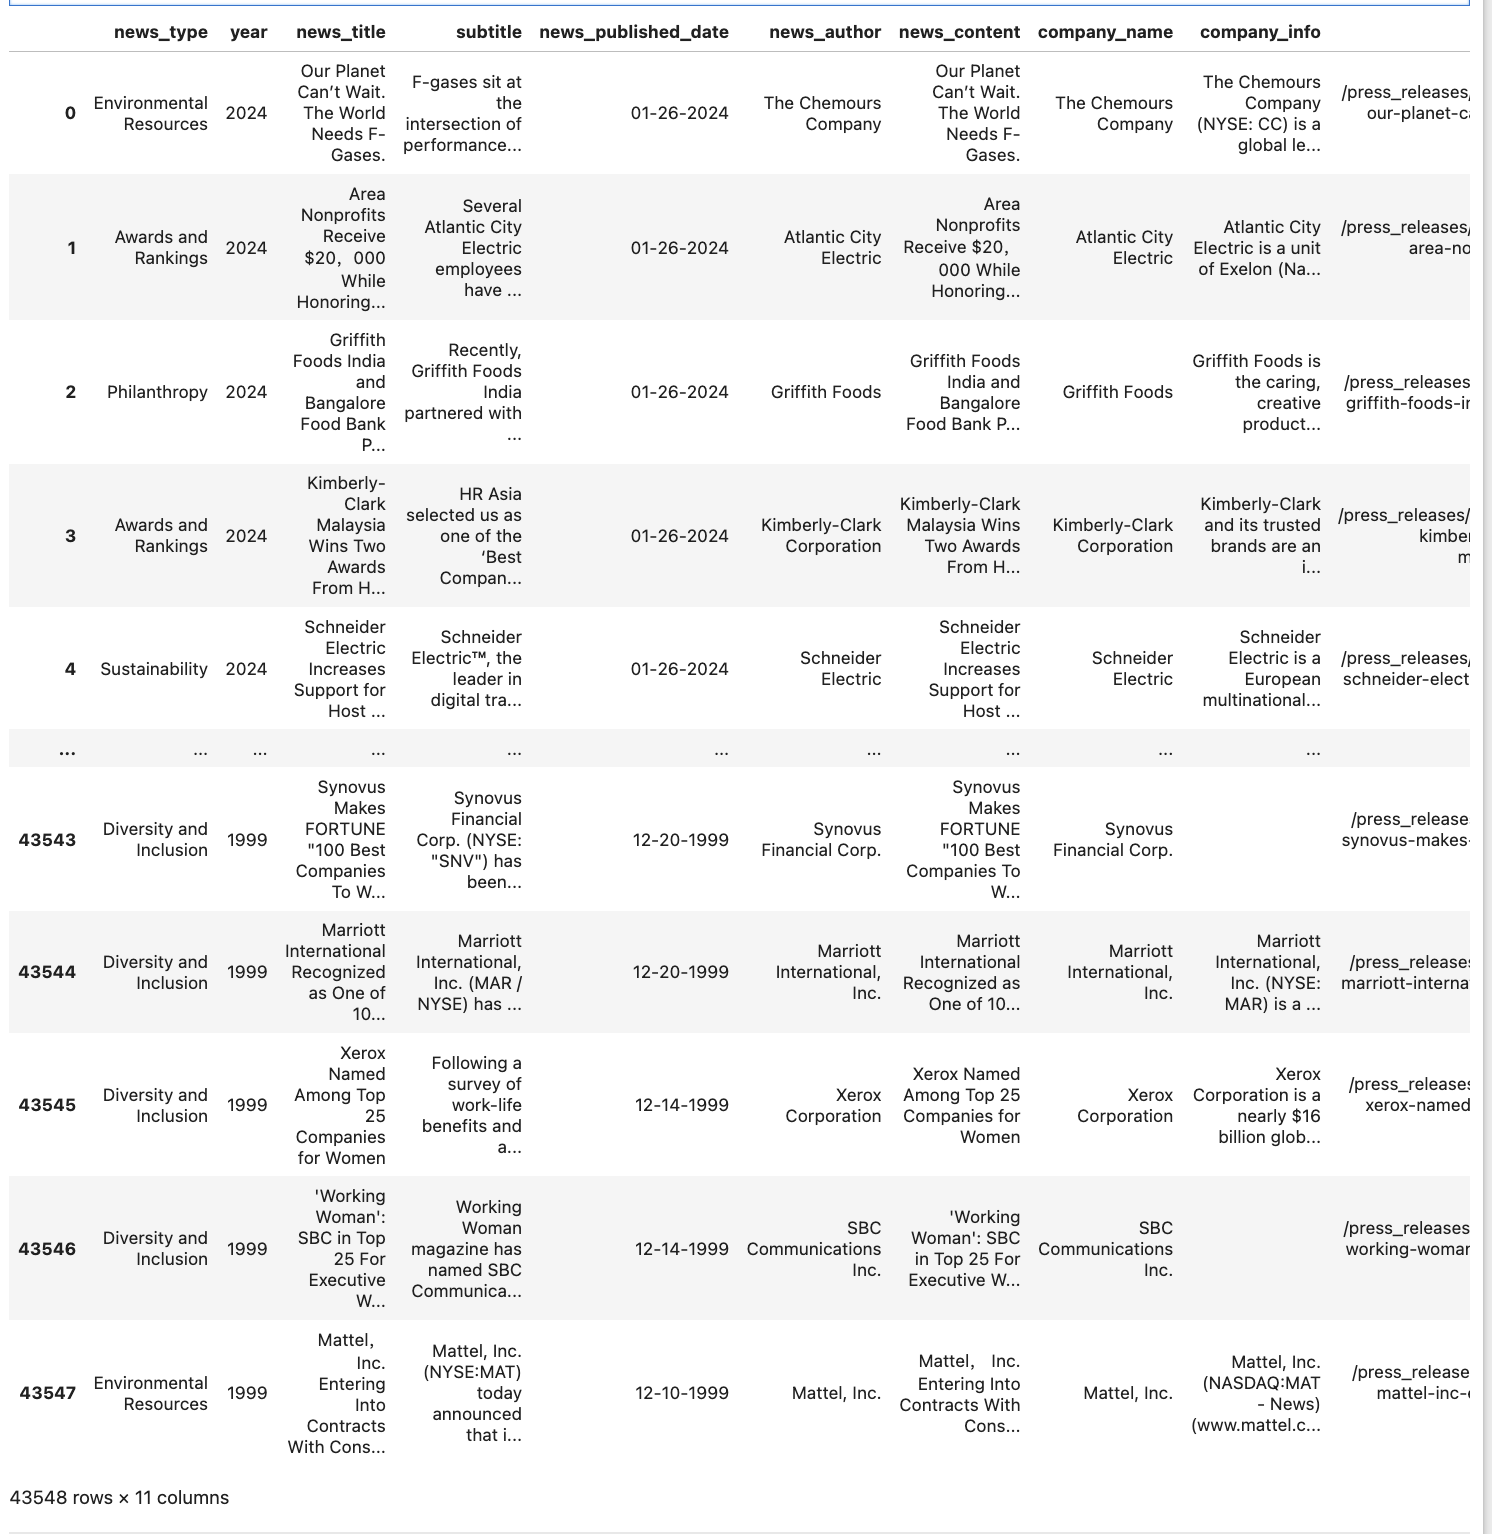 news_type year news_title subtitle news_published_date news_author news_content company_name company_info
0 Environmental Resources 2024 Our Planet Can’t Wait. The World Needs F-Gases. F-gases sit at the intersection of performance... 01-26-2024 The Chemours Company Our Planet Can’t Wait. The World Needs F-Gases. The Chemours Company The Chemours Company (NYSE: CC) is a global le... /press_releases/ our-planet-ca
1 Awards and Rankings 2024 Area Nonprofits Receive $20，000 While Honoring... Several Atlantic City Electric employees have ... 01-26-2024 Atlantic City Electric Area Nonprofits Receive $20，000 While Honoring... Atlantic City Electric Atlantic City Electric is a unit of Exelon (Na... /press_releases/ area-no
2 Philanthropy 2024 Griffith Foods India and Bangalore Food Bank P... Recently, Griffith Foods India partnered with ... 01-26-2024 Griffith Foods Griffith Foods India and Bangalore Food Bank P... Griffith Foods Griffith Foods is the caring, creative product... /press_releases griffith-foods-in
3 Awards and Rankings 2024 Kimberly-Clark Malaysia Wins Two Awards From H... HR Asia selected us as one of the ‘Best Compan... 01-26-2024 Kimberly-Clark Corporation Kimberly-Clark Malaysia Wins Two Awards From H... Kimberly-Clark Corporation Kimberly-Clark and its trusted brands are an i... /press_releases/ kimber m
4 Sustainability 2024 Schneider Electric Increases Support for Host ... Schneider Electric™, the leader in digital tra... 01-26-2024 Schneider Electric Schneider Electric Increases Support for Host ... Schneider Electric Schneider Electric is a European multinational... /press_releases/ schneider-elect
... ... ... ... ... ... ... ... ... ...
43543 Diversity and Inclusion 1999 Synovus Makes FORTUNE "100 Best Companies To W... Synovus Financial Corp. (NYSE: "SNV") has been... 12-20-1999 Synovus Financial Corp. Synovus Makes FORTUNE "100 Best Companies To W... Synovus Financial Corp. /press_release synovus-makes-
43544 Diversity and Inclusion 1999 Marriott International Recognized as One of 10... Marriott International, Inc. (MAR / NYSE) has ... 12-20-1999 Marriott International, Inc. Marriott International Recognized as One of 10... Marriott International, Inc. Marriott International, Inc. (NYSE: MAR) is a ... /press_releases marriott-interna
43545 Diversity and Inclusion 1999 Xerox Named Among Top 25 Companies for Women Following a survey of work-life benefits and a... 12-14-1999 Xerox Corporation Xerox Named Among Top 25 Companies for Women Xerox Corporation Xerox Corporation is a nearly $16 billion glob... /press_releases xerox-named
43546 Diversity and Inclusion 1999 'Working Woman': SBC in Top 25 For Executive W... Working Woman magazine has named SBC Communica... 12-14-1999 SBC Communications Inc. 'Working Woman': SBC in Top 25 For Executive W... SBC Communications Inc. /press_releases working-woman
43547 Environmental Resources 1999 Mattel， Inc. Entering Into Contracts With Cons... Mattel, Inc. (NYSE:MAT) today announced that i... 12-10-1999 Mattel, Inc. Mattel， Inc. Entering Into Contracts With Cons... Mattel, Inc. Mattel, Inc. (NASDAQ:MAT - News) (www.mattel.c... /press_release mattel-inc-e
43548 rows × 11 columns